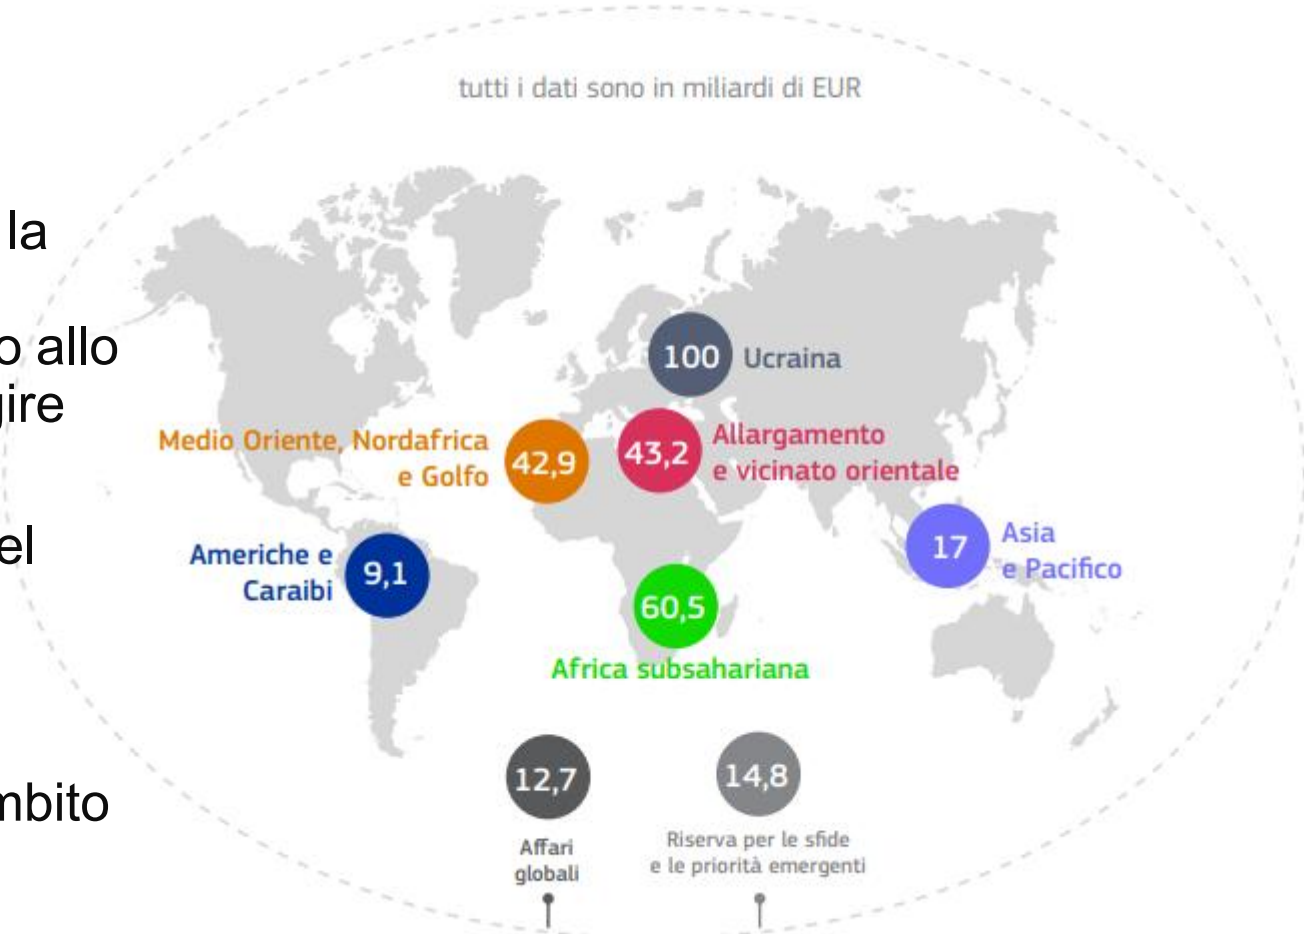 tutti i dati sono in miliardi di EUR
la
allo
el
100 Ucraina
Medio Oriente, Nordafrica
e Golfo
42,9
43,2
Allargamento
e vicinato orientale
Americhe e
Caraibi
9,1
17
Asia
e Pacifico
60,5
Africa subsahariana
12,7
Affari
globali
14,8
Riserva per le sfide
e le priorità emergenti